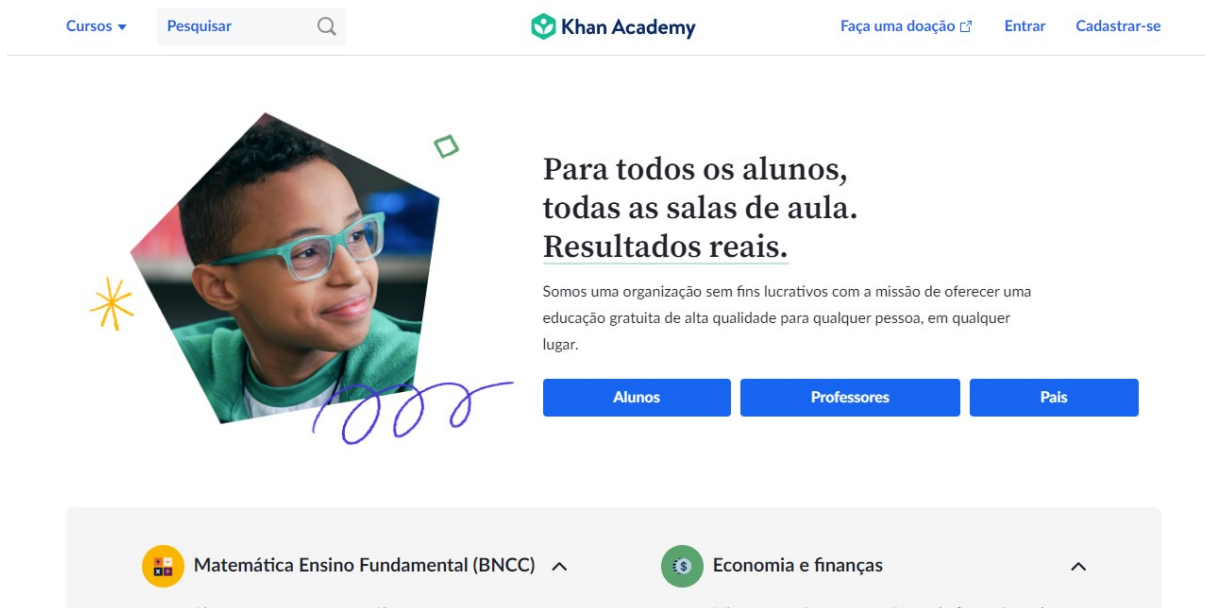 Cursos
Pesquisar
Khan Academy
Faça uma doação
Entrar
Cadastrar-se
Para todos os alunos,
todas as salas de aula.
Resultados reais.
Somos uma organização sem fins lucrativos com a missão de oferecer uma
educação gratuita de alta qualidade para qualquer pessoa, em qualquer
lugar.
Alunos
Professores
Pais
Matemática Ensino Fundamental (BNCC)
Economia e finanças